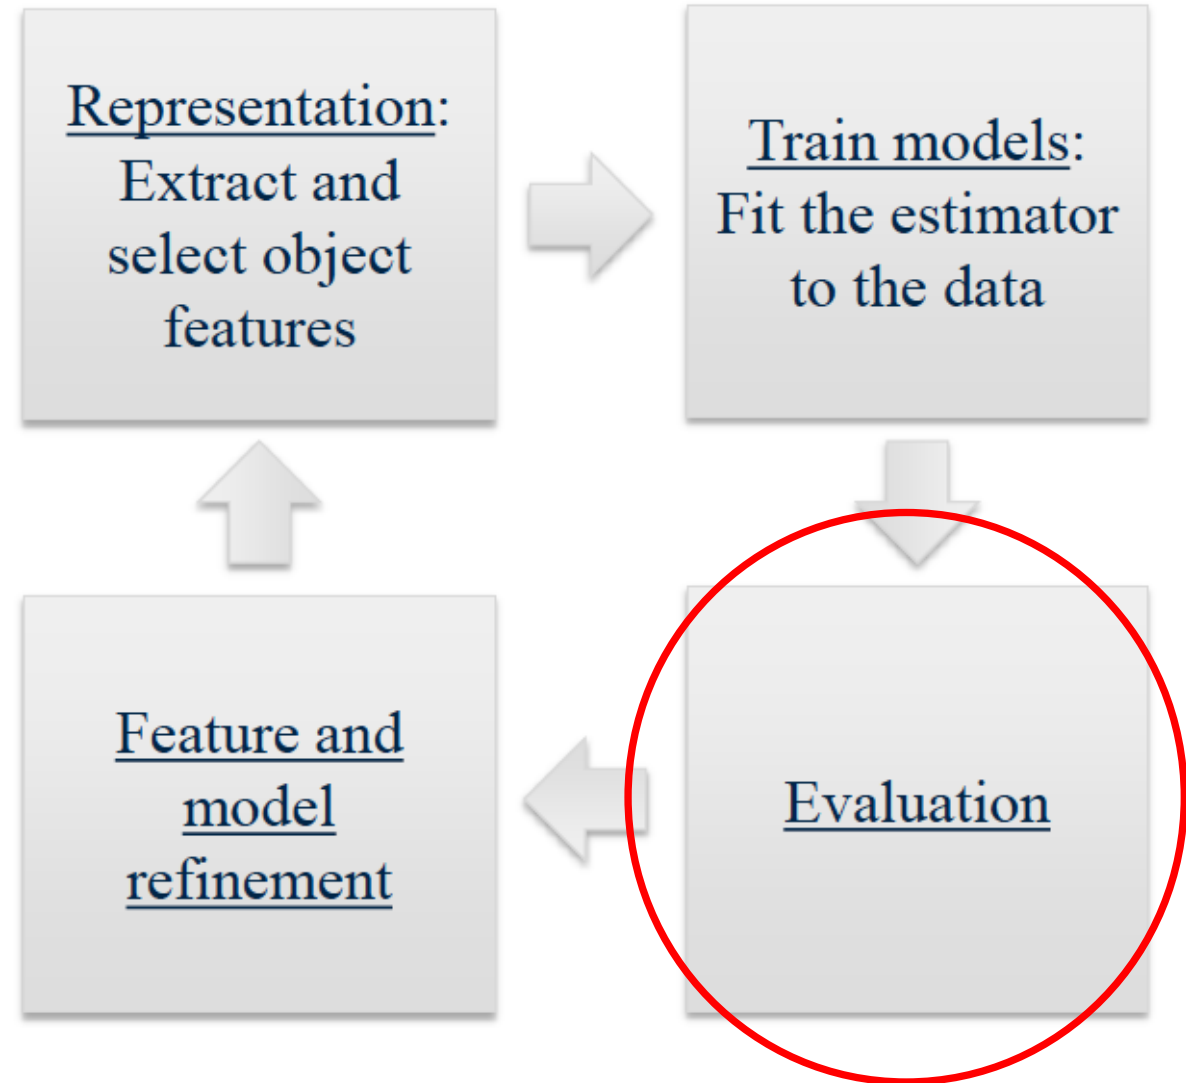 Representation:
Extract and
select object
features
Train models:
Fit the estimator
to the data
Feature and
model
refinement
Evaluation